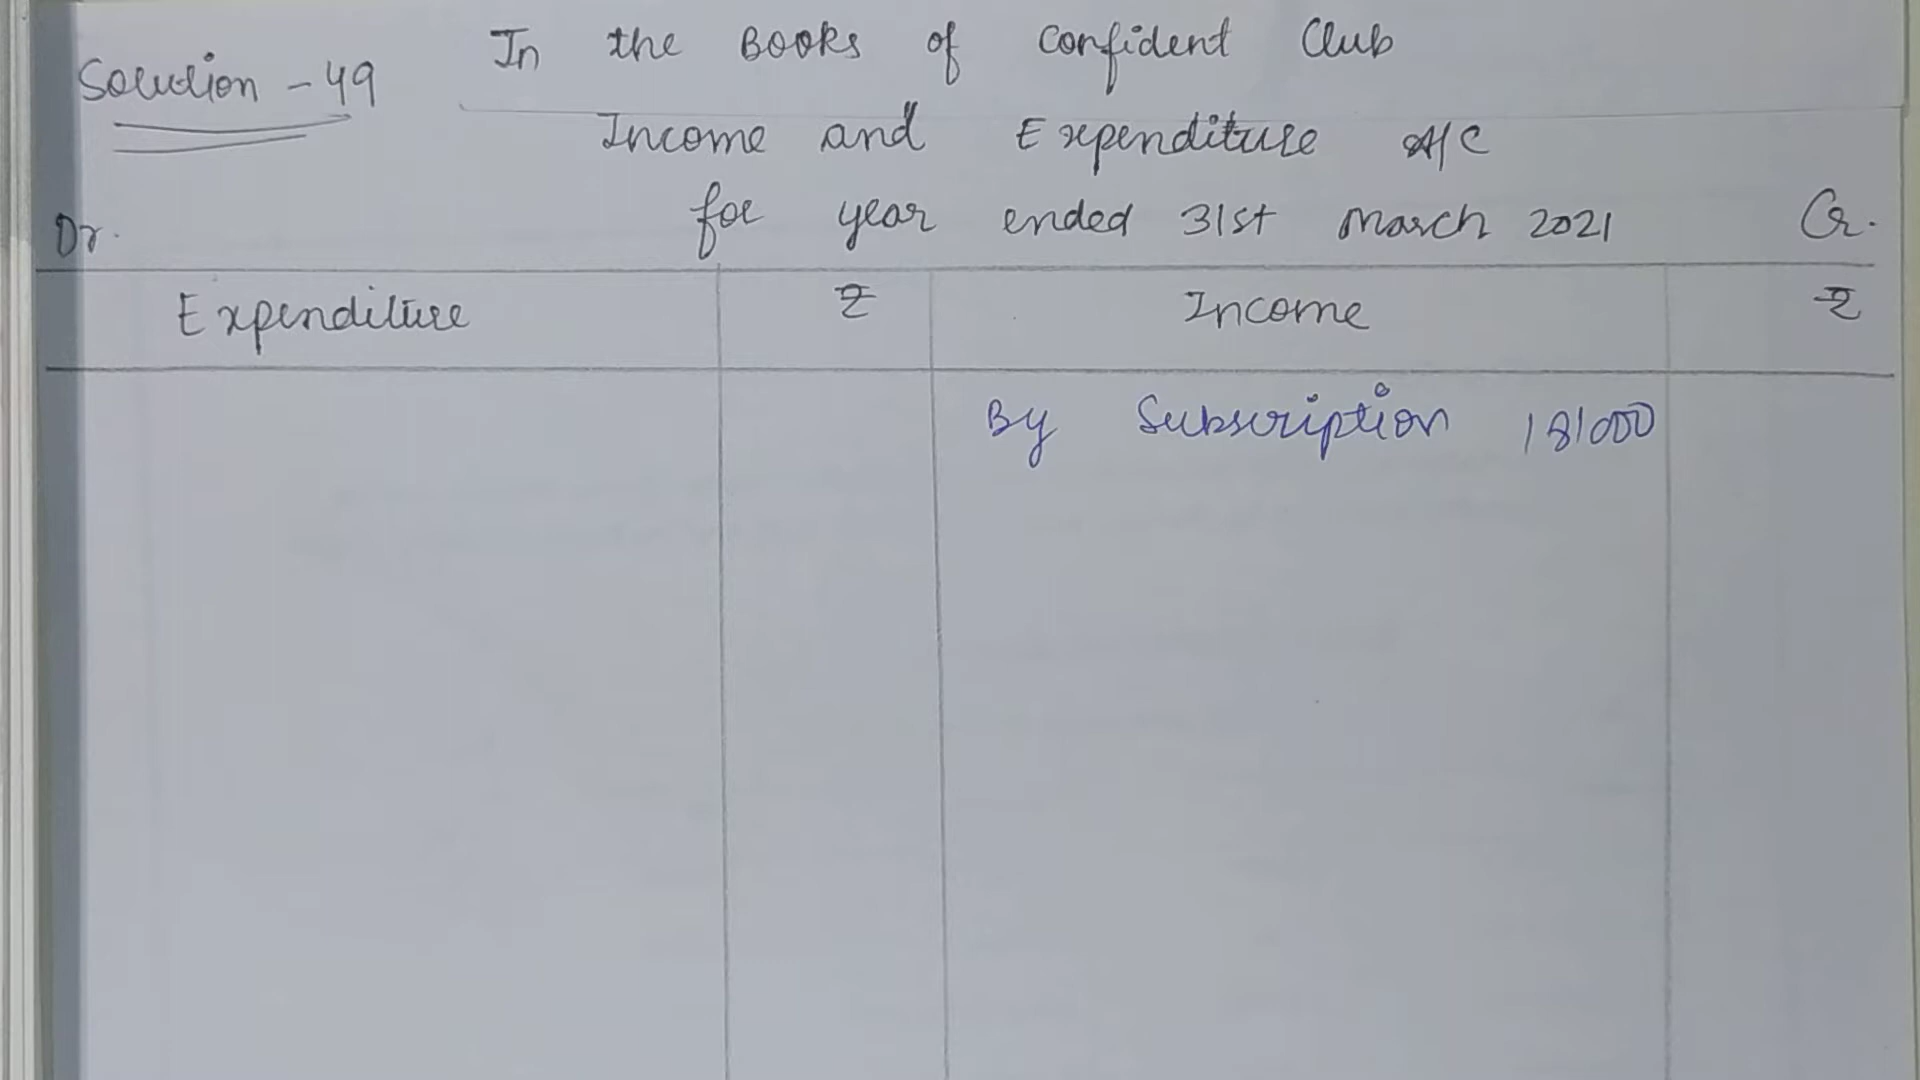 Solution - 49
In the Books of Confident Club
Income and Expenditure A/C
for year ended 31st March 2021
Dr. Cr.
Expenditure ₹ Income ₹
By Subscription 181000